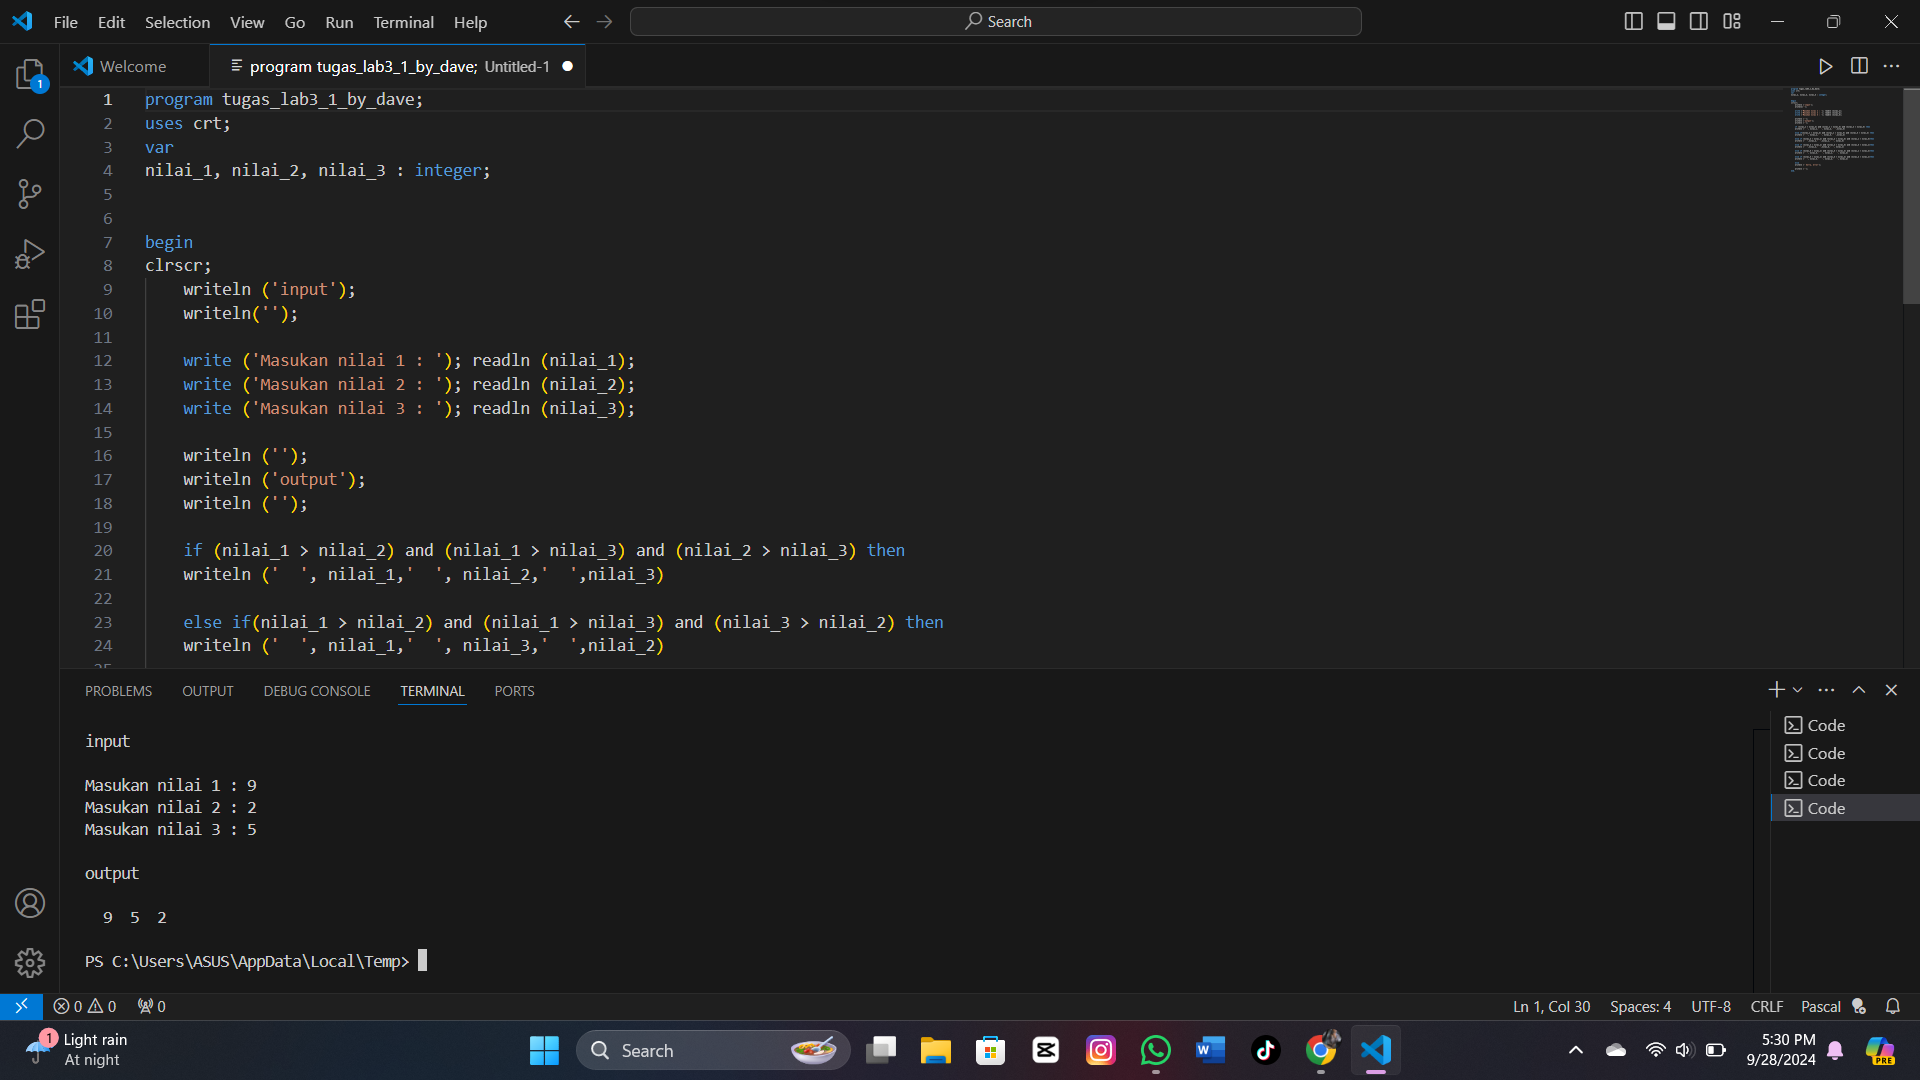 File Edit Selection View Go Run Terminal Help Search
1
Welcome
program tugas_lab3_1_by_dave; Untitled-1
1 program tugas_lab3_1_by_dave;
2 uses crt;
3 var
4 nilai_1, nilai_2, nilai_3 : integer;
5
6
7 begin
8 clrscr;
9 writeln ('input');
10 writeln('');
11
12 write ('Masukan nilai 1 : '); readln (nilai_1);
13 write ('Masukan nilai 2 : '); readln (nilai_2);
14 write ('Masukan nilai 3 : '); readln (nilai_3);
15
16 writeln ('');
17 writeln ('output');
18 writeln ('');
19
20 if (nilai_1 > nilai_2) and (nilai_1 > nilai_3) and (nilai_2 > nilai_3) then
21 writeln ('  ', nilai_1,'  ', nilai_2,'  ',nilai_3)
22
23 else if(nilai_1 > nilai_2) and (nilai_1 > nilai_3) and (nilai_3 > nilai_2) then
24 writeln ('  ', nilai_1,'  ', nilai_3,'  ',nilai_2)
PROBLEMS OUTPUT DEBUG CONSOLE TERMINAL PORTS
input
Masukan nilai 1 : 9
Masukan nilai 2 : 2
Masukan nilai 3 : 5
output
9 5 2
PS C:\Users\ASUS\AppData\Local\Temp>
Code
Code
Code
Code
0 0 0 Ln 1, Col 30 Spaces: 4 UTF-8 CRLF Pascal
1
Light rain
At night
Search
5:30 PM
9/28/2024
PRE